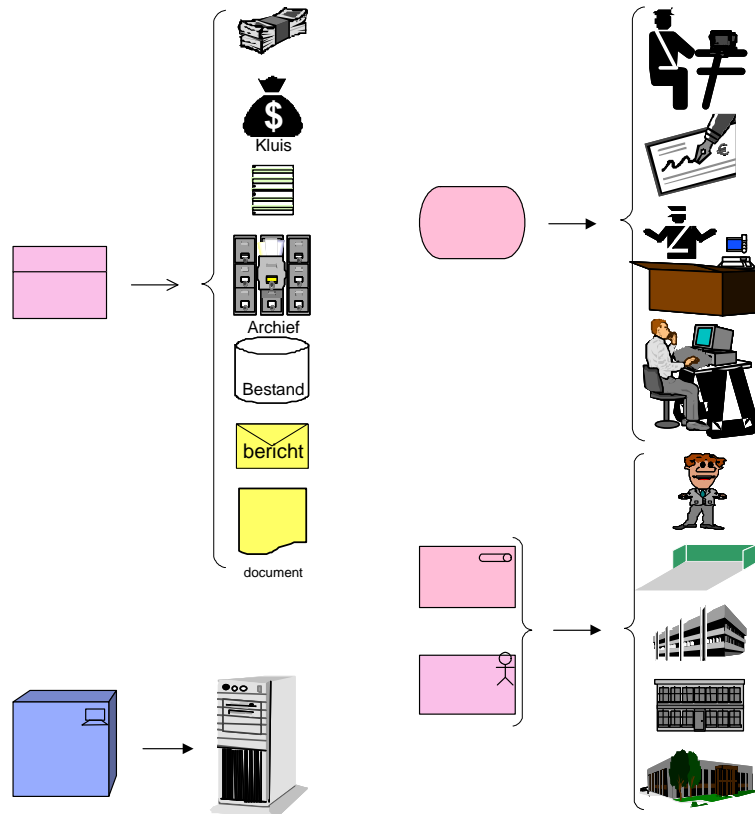 $
Kluis
Archief
Bestand
bericht
document
€